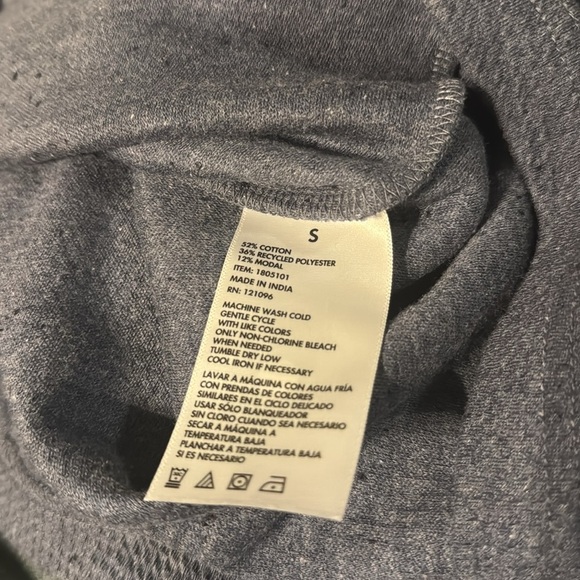 S
52% COTTON
36% RECYCLED POLYESTER
12% MODAL
ITEM: 1805101
MADE IN INDIA
RN: 121096
MACHINE WASH COLD
GENTLE CYCLE
WITH LIKE COLORS
ONLY NON-CHLORINE BLEACH
WHEN NEEDED
TUMBLE DRY LOW
COOL IRON IF NECESSARY
LAVAR A MÁQUINA CON AGUA FRÍA
CON PRENDAS DE COLORES
SIMILARES EN EL CICLO DELICADO
USAR SÓLO BLANQUEADOR
SIN CLORO CUANDO SEA NECESARIO
SECAR A MÁQUINA A
TEMPERATURA BAJA
PLANCHAR A TEMPERATURA BAJA
SI ES NECESARIO